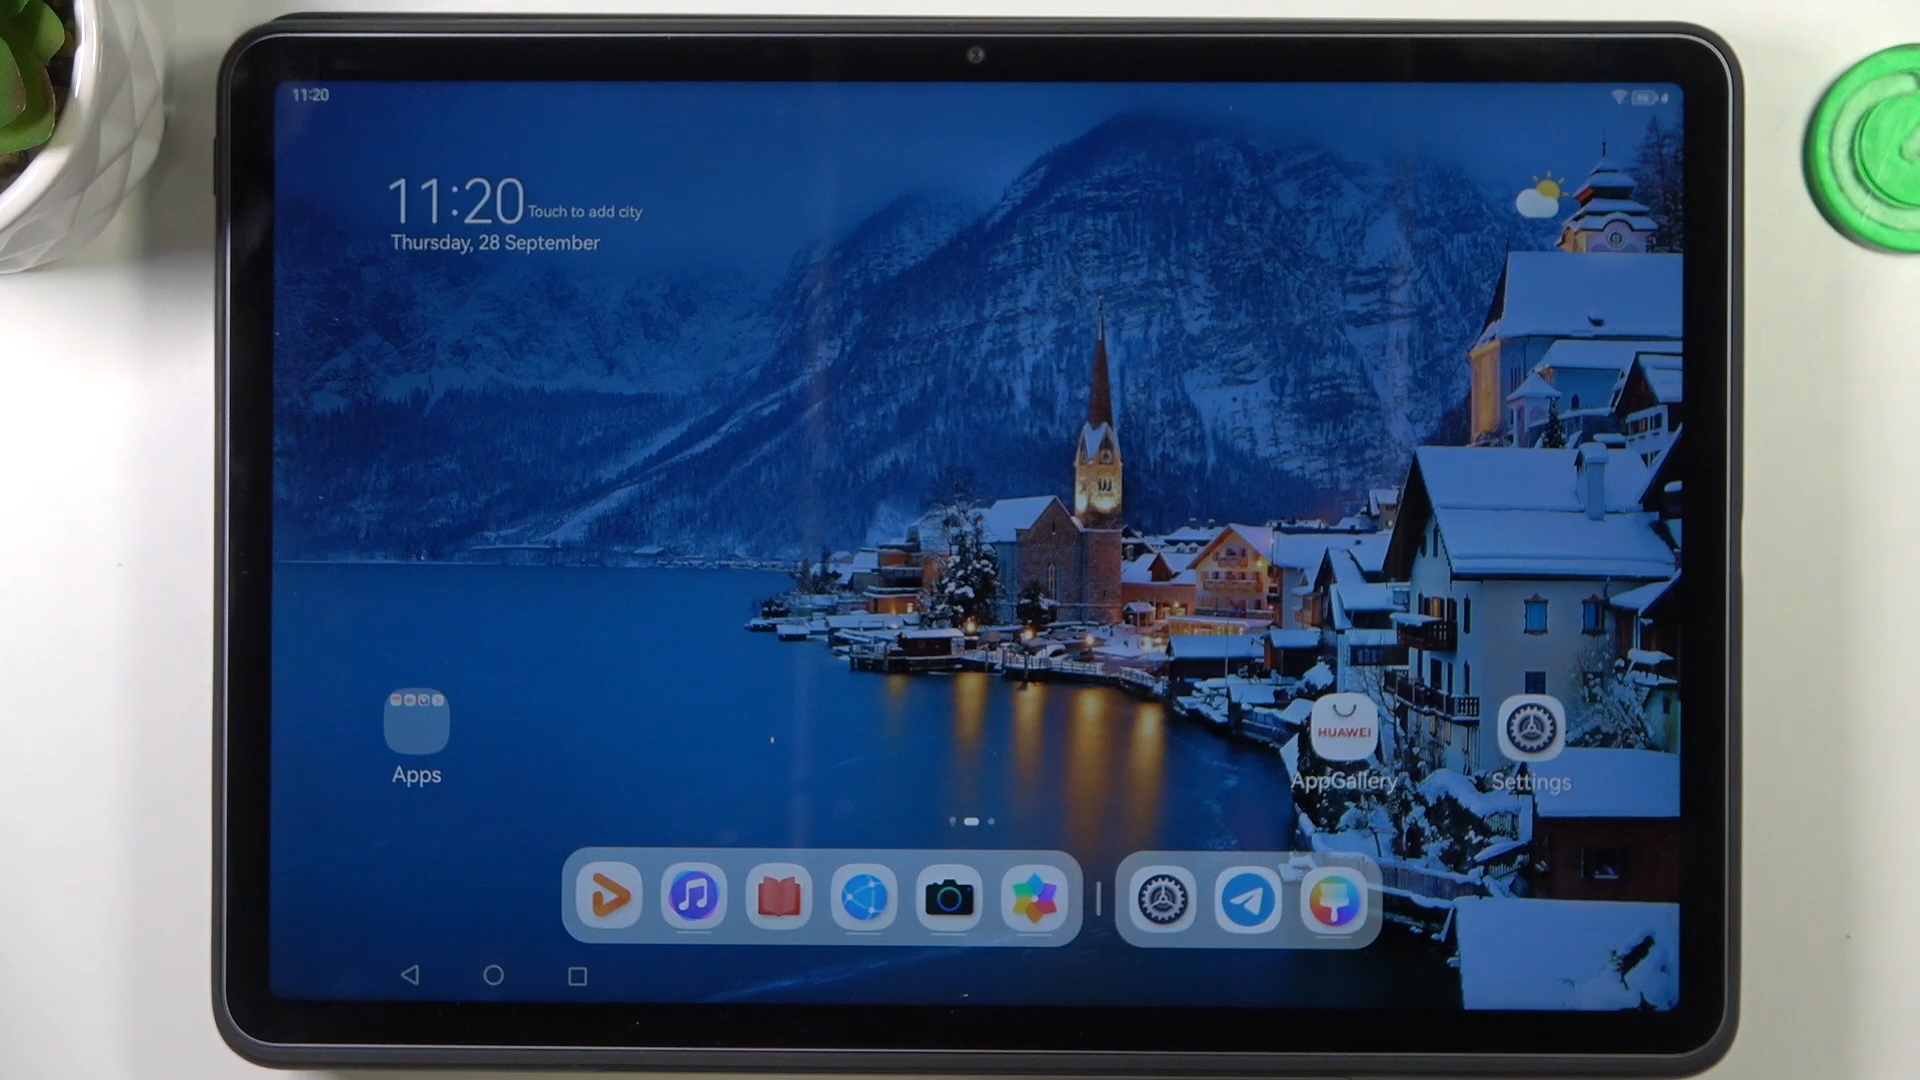 11:20
11:20 Touch to add city
Thursday, 28 September
HUAWEI
Apps
AppGallery
Settings